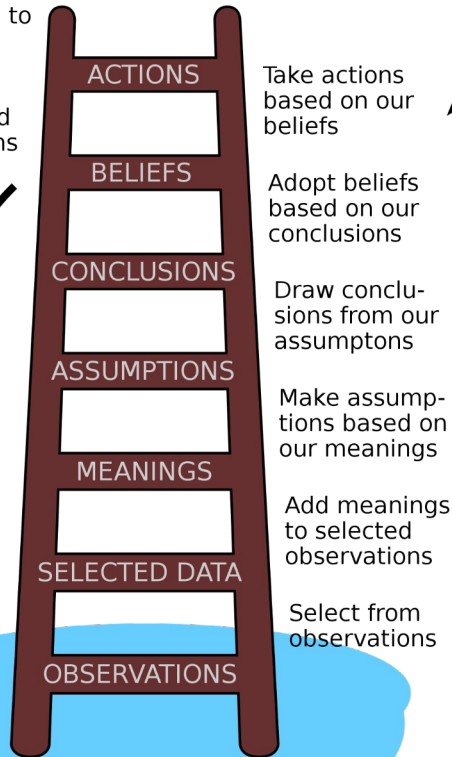 to
ACTIONS
Take actions
based on our
beliefs
BELIEFS
Adopt beliefs
based on our
conclusions
CONCLUSIONS
Draw conclu-
sions from our
assumptons
ASSUMPTIONS
Make assump-
tions based on
our meanings
MEANINGS
Add meanings
to selected
observations
SELECTED DATA
Select from
observations
OBSERVATIONS